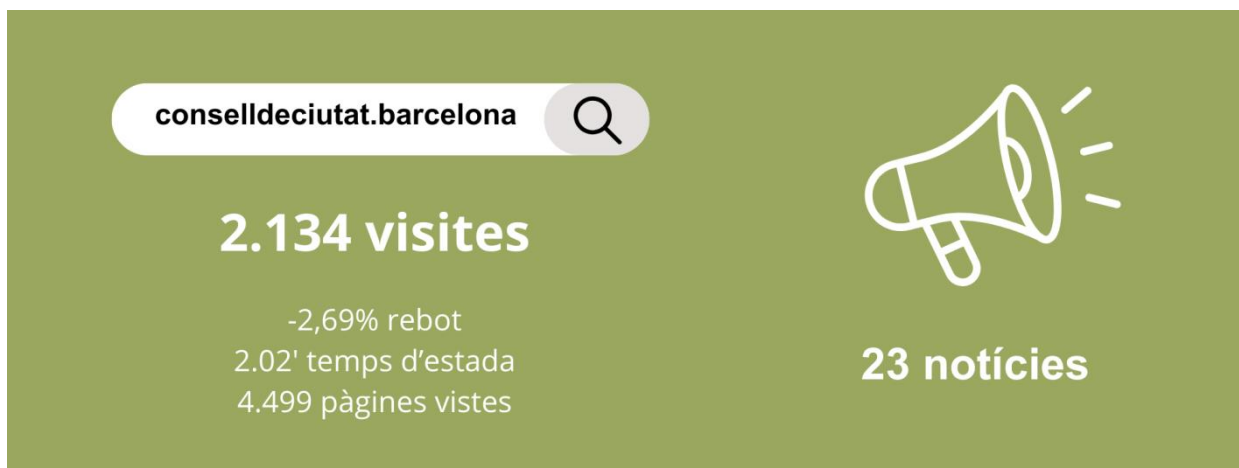 conselldeciutat.barcelona
2.134 visites
-2,69% rebot
2.02' temps d'estada
4.499 pàgines vistes
23 notícies